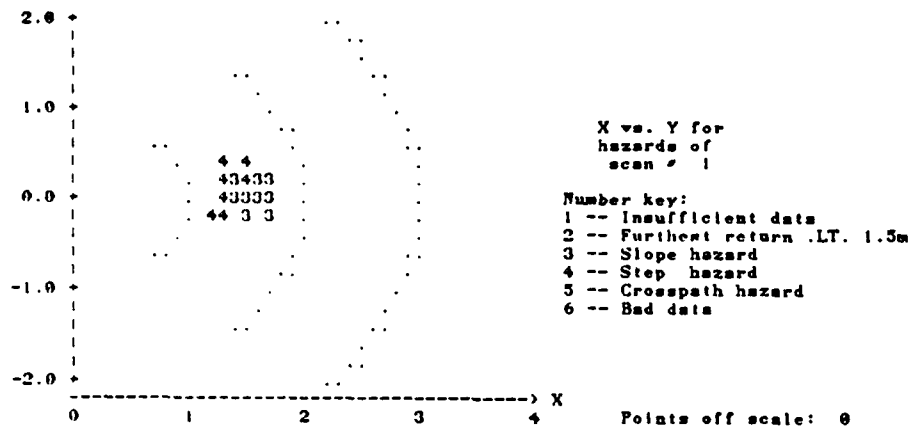 2.0
1.0
X vs. Y for
hazards of
scan # 1
4 4
43433
0.0
43333
44 3 3
Number key:
1 -- Insufficient data
2 -- Furthest return .LT. 1.5m
3 -- Slope hazard
4 -- Step hazard
5 -- Crosspath hazard
6 -- Bad data
-1.0
-2.0
X
0 1 2 3 4
Points off scale: 0